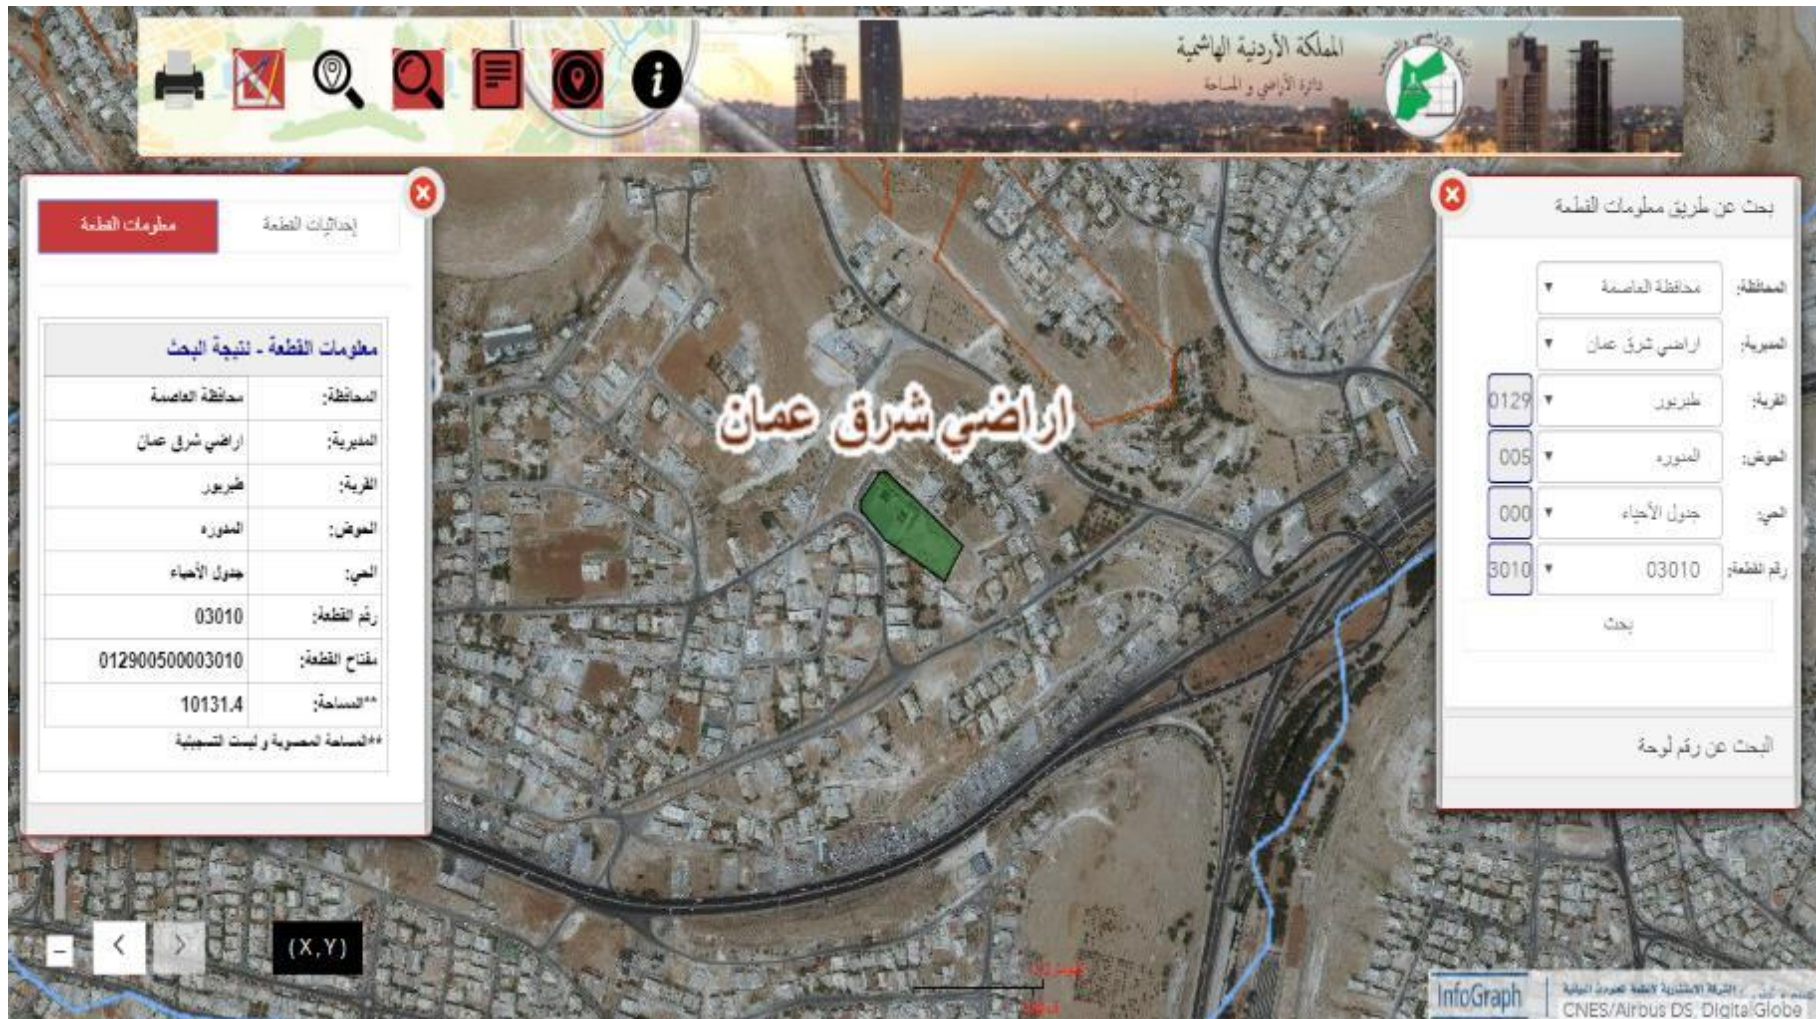 المملكة الأردنية الهاشمية
دائرة الأراضي و المساحة
بحث عن طريق معلومات القطعة
المحافظة: محافظة العاصمة
المديرية: اراضي شرق عمان
القرية: طبربور 0129
الحوض: المدوره 005
الحي: جدول الأحياء 000
رقم القطعة: 03010 3010
بحث
البحث عن رقم لوحة
اراضي شرق عمان
إحداثيات القطعة معلومات القطعة
معلومات القطعة - نتيجة البحث
المحافظة: محافظة العاصمة
المديرية: اراضي شرق عمان
القرية: طبربور
الحوض: المدوره
الحي: جدول الأحياء
رقم القطعة: 03010
مفتاح القطعة: 012900500003010
**المساحة: 10131.4
**المساحة المحسوبة و ليست التسجيلية
(X,Y)
InfoGraph
CNES/Airbus DS, DigitalGlobe